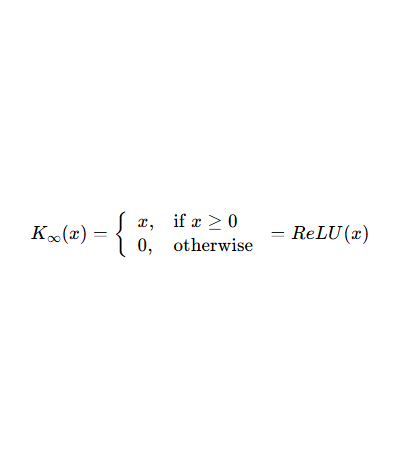 K∞(x) = { x, if x ≥ 0
0, otherwise = ReLU(x)